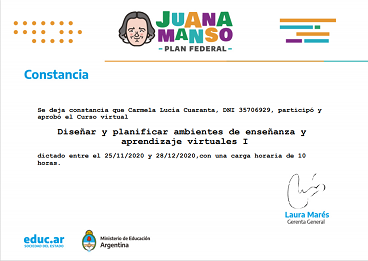 JUANA
MANSO
- PLAN FEDERAL -
Constancia
Se deja constancia que Carmela Lucía Cuaranta, DNI 35706929, participó y
aprobó el Curso virtual
Diseñar y planificar ambientes de enseñanza y
aprendizaje virtuales I
dictado entre el 25/11/2020 y 28/12/2020,con una carga horaria de 10
horas.
Laura Marés
Gerenta General
educ.ar
SOCIEDAD DEL ESTADO
Ministerio de Educación
Argentina